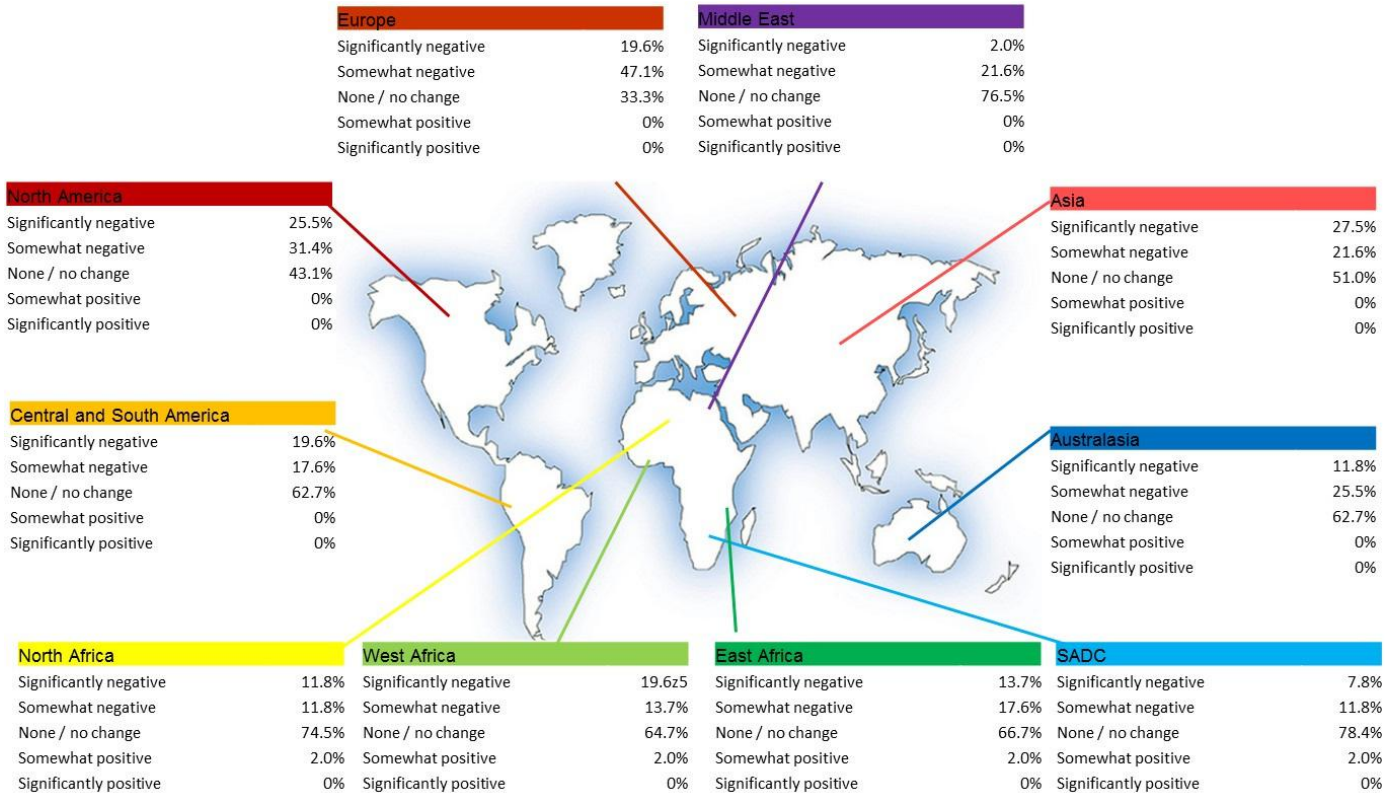 Europe
Significantly negative 19.6%
Somewhat negative 47.1%
None / no change 33.3%
Somewhat positive 0%
Significantly positive 0%
Middle East
Significantly negative 2.0%
Somewhat negative 21.6%
None / no change 76.5%
Somewhat positive 0%
Significantly positive 0%
North America
Significantly negative 25.5%
Somewhat negative 31.4%
None / no change 43.1%
Somewhat positive 0%
Significantly positive 0%
Asia
Significantly negative 27.5%
Somewhat negative 21.6%
None / no change 51.0%
Somewhat positive 0%
Significantly positive 0%
Central and South America
Significantly negative 19.6%
Somewhat negative 17.6%
None / no change 62.7%
Somewhat positive 0%
Significantly positive 0%
Australasia
Significantly negative 11.8%
Somewhat negative 25.5%
None / no change 62.7%
Somewhat positive 0%
Significantly positive 0%
North Africa
Significantly negative 11.8%
Somewhat negative 11.8%
None / no change 74.5%
Somewhat positive 2.0%
Significantly positive 0%
West Africa
Significantly negative 19.625
Somewhat negative 13.7%
None / no change 64.7%
Somewhat positive 2.0%
Significantly positive 0%
East Africa
Significantly negative 13.7%
Somewhat negative 17.6%
None / no change 66.7%
Somewhat positive 2.0%
Significantly positive 0%
SADC
Significantly negative 7.8%
Somewhat negative 11.8%
None / no change 78.4%
Somewhat positive 2.0%
Significantly positive 0%